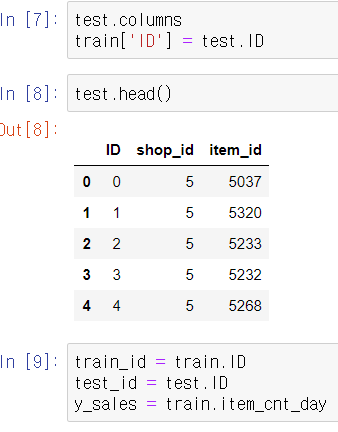 In [7]:
test.columns
train['ID'] = test.ID
In [8]:
test.head()
Out[8]:
ID shop_id item_id
0 0 5 5037
1 1 5 5320
2 2 5 5233
3 3 5 5232
4 4 5 5268
In [9]:
train_id = train.ID
test_id = test.ID
y_sales = train.item_cnt_day